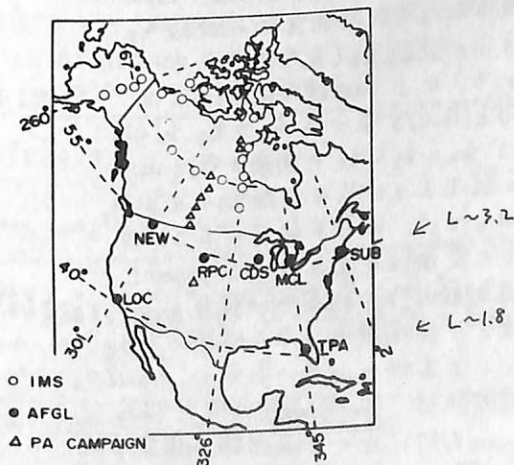 260°
55°
L ~ 3.2
NEW
RPC
CDS
MCL
SUB
40°
LOC
L ~ 1.8
30°
IPA
○ IMS
● AFGL
△ PA CAMPAIGN
326
345